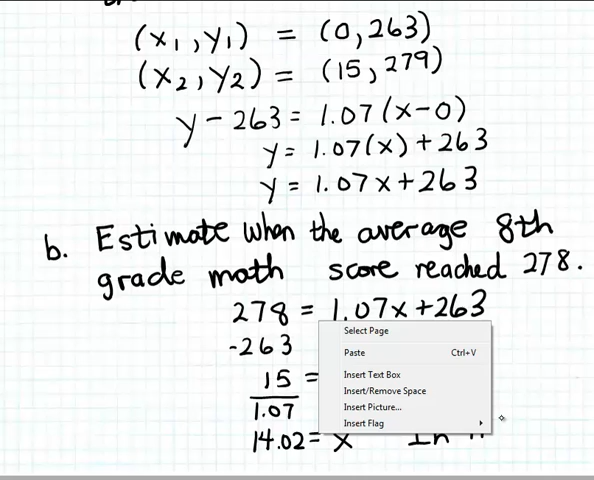 (x₁, y₁) = (0, 263)
(x₂, y₂) = (15, 279)
y - 263 = 1.07(x-0)
y = 1.07(x) + 263
y = 1.07x + 263
b. Estimate when the average 8th
grade math score reached 278.
278 = 1.07x + 263
-263
15 =
1.07
14.02 = x In
Select Page
Paste Ctrl+V
Insert Text Box
Insert/Remove Space
Insert Picture...
Insert Flag